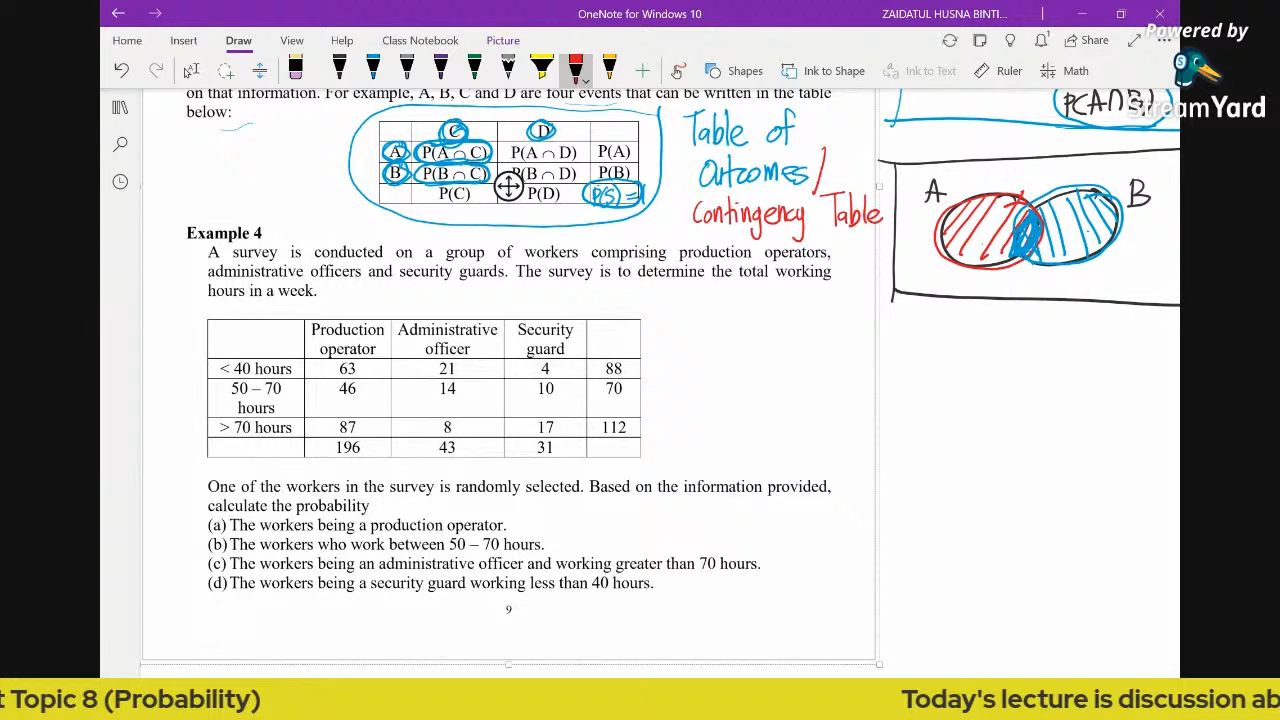 OneNote for Windows 10
ZAIDATUL HUSNA BINTI...
Powered by
StreamYard
Home Insert Draw View Help Class Notebook Picture
Share
Shapes Ink to Shape Ink to Text Ruler Math
on that information. For example, A, B, C and D are four events that can be written in the table
below:
C D
A P(A ∩ C) P(A ∩ D) P(A)
B P(B ∩ C) P(B ∩ D) P(B)
P(C) P(D) P(S) = 1
Table of
Outcomes /
Contingency Table
P(A∩B)
A B
Example 4
A survey is conducted on a group of workers comprising production operators,
administrative officers and security guards. The survey is to determine the total working
hours in a week.
Production Administrative Security
operator officer guard
< 40 hours 63 21 4 88
50 – 70 46 14 10 70
hours
> 70 hours 87 8 17 112
196 43 31
One of the workers in the survey is randomly selected. Based on the information provided,
calculate the probability
(a) The workers being a production operator.
(b) The workers who work between 50 – 70 hours.
(c) The workers being an administrative officer and working greater than 70 hours.
(d) The workers being a security guard working less than 40 hours.
9
t Topic 8 (Probability) Today's lecture is discussion ab